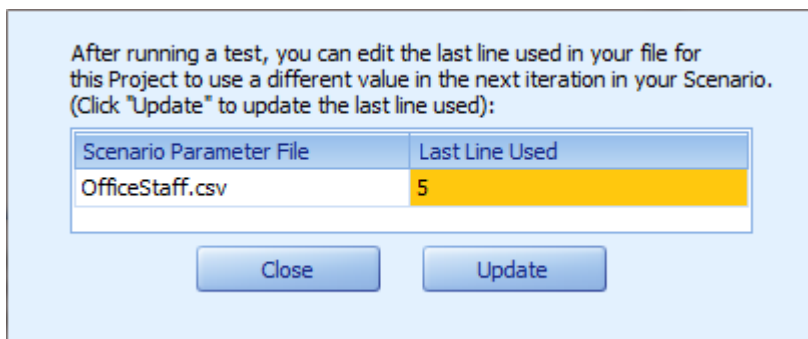 After running a test, you can edit the last line used in your file for
this Project to use a different value in the next iteration in your Scenario.
(Click "Update" to update the last line used):
Scenario Parameter File Last Line Used
OfficeStaff.csv 5
Close Update